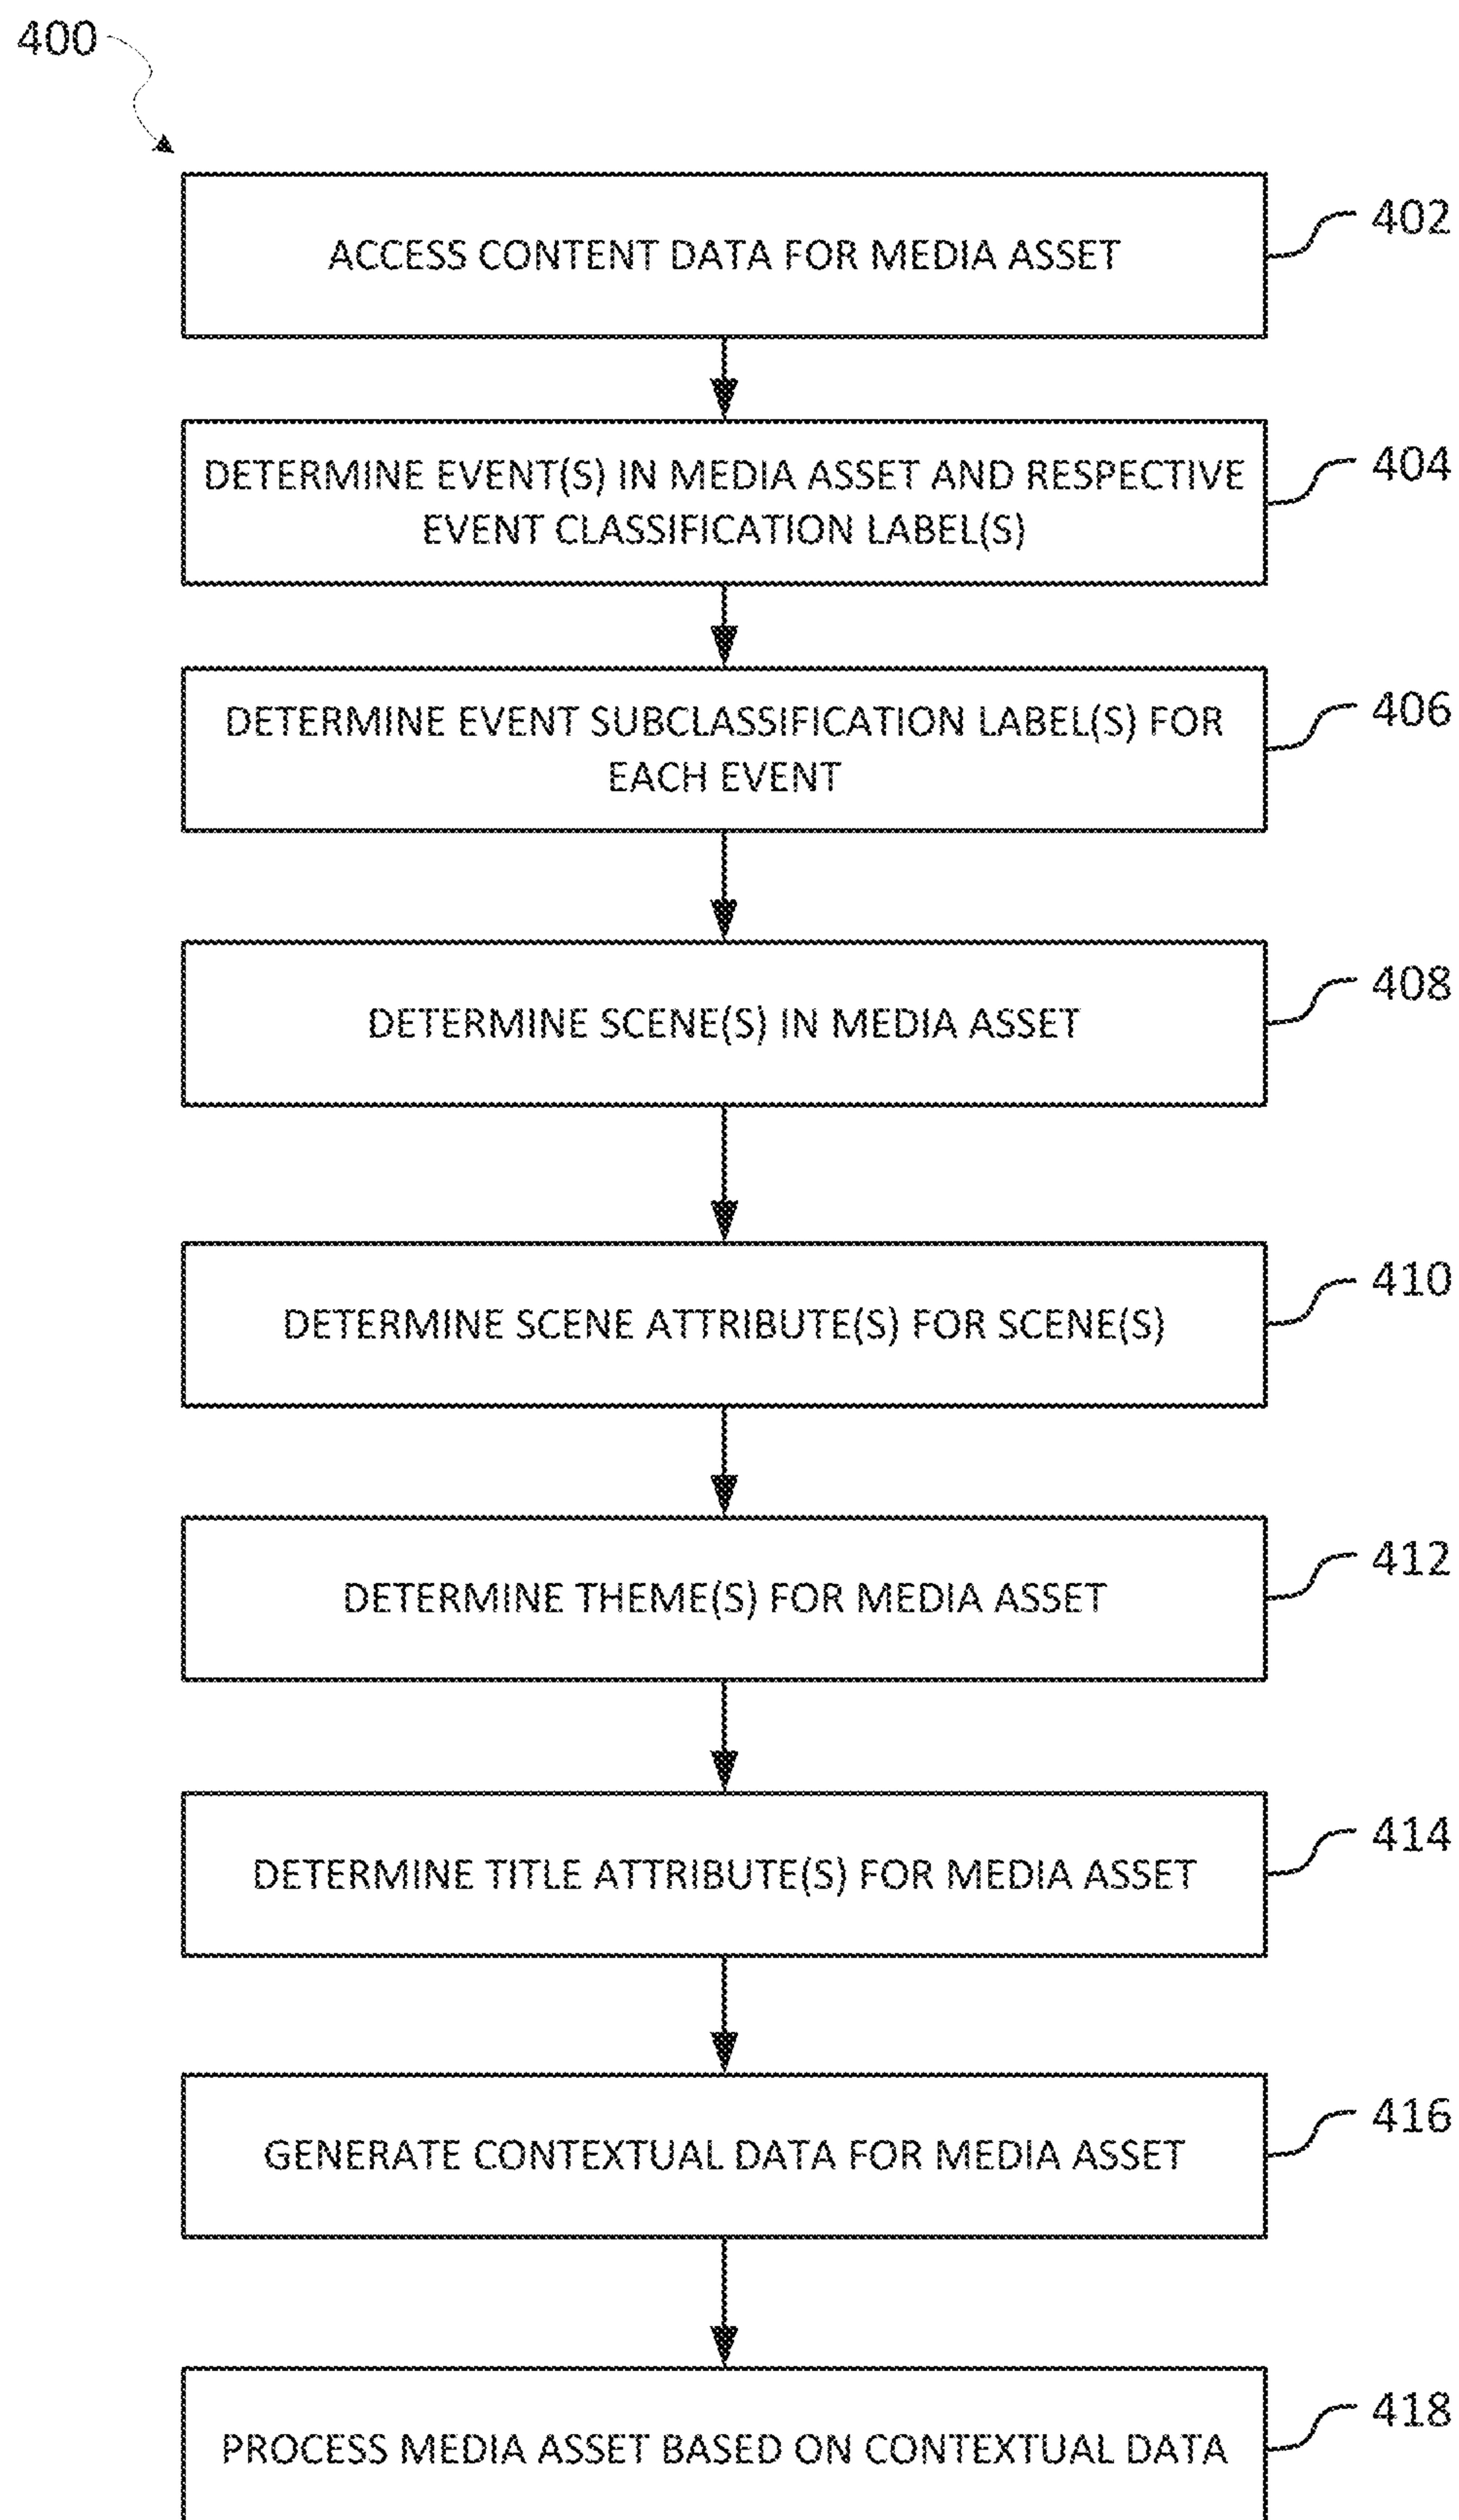 400
ACCESS CONTENT DATA FOR MEDIA ASSET
402
DETERMINE EVENT(S) IN MEDIA ASSET AND RESPECTIVE
EVENT CLASSIFICATION LABEL(S)
404
DETERMINE EVENT SUBCLASSIFICATION LABEL(S) FOR
EACH EVENT
406
DETERMINE SCENE(S) IN MEDIA ASSET
408
DETERMINE SCENE ATTRIBUTE(S) FOR SCENE(S)
410
DETERMINE THEME(S) FOR MEDIA ASSET
412
DETERMINE TITLE ATTRIBUTE(S) FOR MEDIA ASSET
414
GENERATE CONTEXTUAL DATA FOR MEDIA ASSET
416
PROCESS MEDIA ASSET BASED ON CONTEXTUAL DATA
418